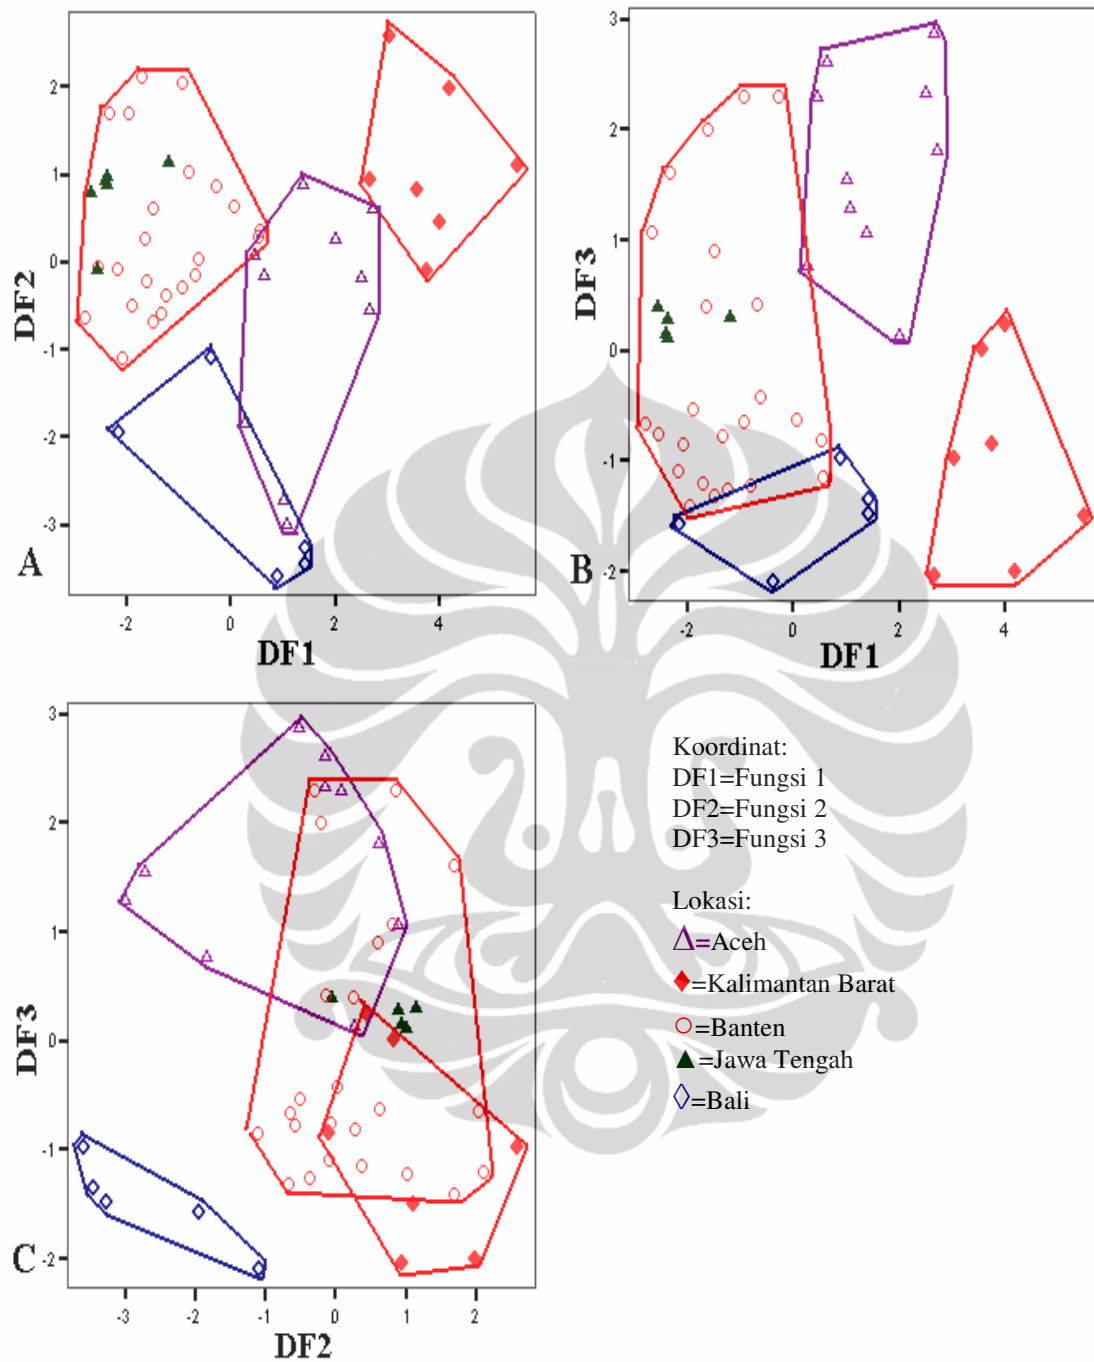 2
1
0
-1
-2
-3
DF2
A
-2
0
2
4
DF1
3
2
1
0
-1
-2
DF3
B
-2
0
2
4
DF1
3
2
1
0
-1
-2
DF3
C
-3
-2
-1
0
1
2
DF2
Koordinat:
DF1=Fungsi 1
DF2=Fungsi 2
DF3=Fungsi 3
Lokasi:
=Aceh
=Kalimantan Barat
=Banten
=Jawa Tengah
=Bali